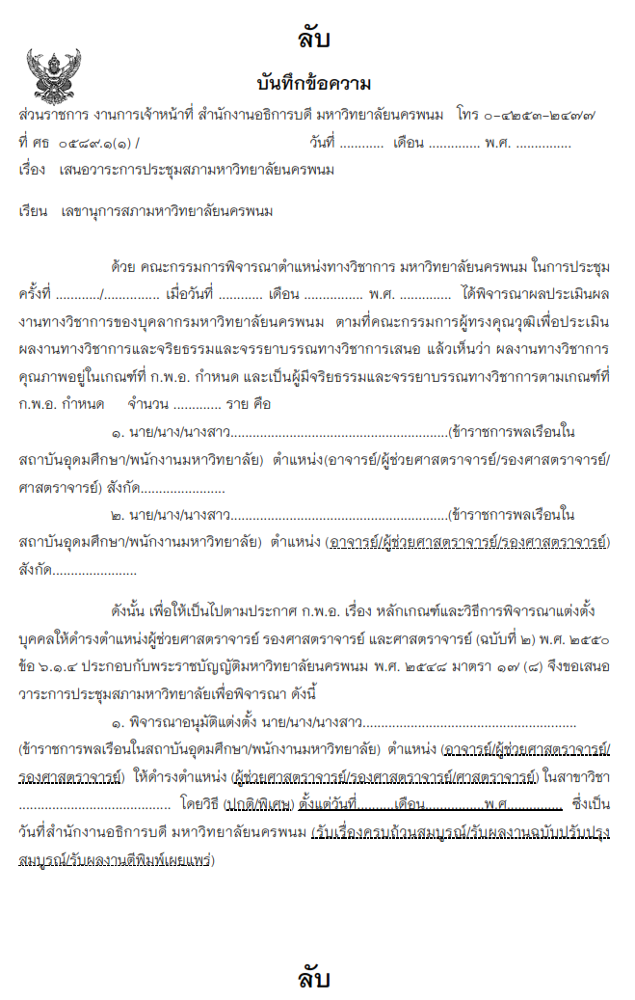 ลับ
บันทึกข้อความ
ส่วนราชการ งานการเจ้าหน้าที่ สำนักงานอธิการบดี มหาวิทยาลัยนครพนม โทร ๐-๔๒๕๓-๒๔๗๗
ที่ ศธ ๐๕๘๙.๑(๑) / วันที่ ............ เดือน .............. พ.ศ. ...............
เรื่อง เสนอวาระการประชุมสภามหาวิทยาลัยนครพนม
เรียน เลขานุการสภามหาวิทยาลัยนครพนม
ด้วย คณะกรรมการพิจารณาตำแหน่งทางวิชาการ มหาวิทยาลัยนครพนม ในการประชุม
ครั้งที่ ............/............... เมื่อวันที่ ............ เดือน ................ พ.ศ. .............. ได้พิจารณาผลประเมินผล
งานทางวิชาการของบุคลากรมหาวิทยาลัยนครพนม ตามที่คณะกรรมการผู้ทรงคุณวุฒิเพื่อประเมิน
ผลงานทางวิชาการและจริยธรรมและจรรยาบรรณทางวิชาการเสนอ แล้วเห็นว่า ผลงานทางวิชาการ
คุณภาพอยู่ในเกณฑ์ที่ ก.พ.อ. กำหนด และเป็นผู้มีจริยธรรมและจรรยาบรรณทางวิชาการตามเกณฑ์ที่
ก.พ.อ. กำหนด จำนวน ............. ราย คือ
๑. นาย/นาง/นางสาว..........................................................(ข้าราชการพลเรือนใน
สถาบันอุดมศึกษา/พนักงานมหาวิทยาลัย) ตำแหน่ง(อาจารย์/ผู้ช่วยศาสตราจารย์/รองศาสตราจารย์/
ศาสตราจารย์) สังกัด.......................
๒. นาย/นาง/นางสาว..........................................................(ข้าราชการพลเรือนใน
สถาบันอุดมศึกษา/พนักงานมหาวิทยาลัย) ตำแหน่ง (อาจารย์/ผู้ช่วยศาสตราจารย์/รองศาสตราจารย์)
สังกัด.......................
ดังนั้น เพื่อให้เป็นไปตามประกาศ ก.พ.อ. เรื่อง หลักเกณฑ์และวิธีการพิจารณาแต่งตั้ง
บุคคลให้ดำรงตำแหน่งผู้ช่วยศาสตราจารย์ รองศาสตราจารย์ และศาสตราจารย์ (ฉบับที่ ๒) พ.ศ. ๒๕๕๐
ข้อ ๖.๑.๔ ประกอบกับพระราชบัญญัติมหาวิทยาลัยนครพนม พ.ศ. ๒๕๔๘ มาตรา ๑๗ (๘) จึงขอเสนอ
วาระการประชุมสภามหาวิทยาลัยเพื่อพิจารณา ดังนี้
๑. พิจารณาอนุมัติแต่งตั้ง นาย/นาง/นางสาว.........................................................
(ข้าราชการพลเรือนในสถาบันอุดมศึกษา/พนักงานมหาวิทยาลัย) ตำแหน่ง (อาจารย์/ผู้ช่วยศาสตราจารย์/
รองศาสตราจารย์) ให้ดำรงตำแหน่ง (ผู้ช่วยศาสตราจารย์/รองศาสตราจารย์/ศาสตราจารย์) ในสาขาวิชา
......................................... โดยวิธี (ปกติ/พิเศษ) ตั้งแต่วันที่..........เดือน................พ.ศ............... ซึ่งเป็น
วันที่สำนักงานอธิการบดี มหาวิทยาลัยนครพนม (รับเรื่องครบถ้วนสมบูรณ์/รับผลงานฉบับปรับปรุง
สมบูรณ์/รับผลงานตีพิมพ์เผยแพร่)
ลับ